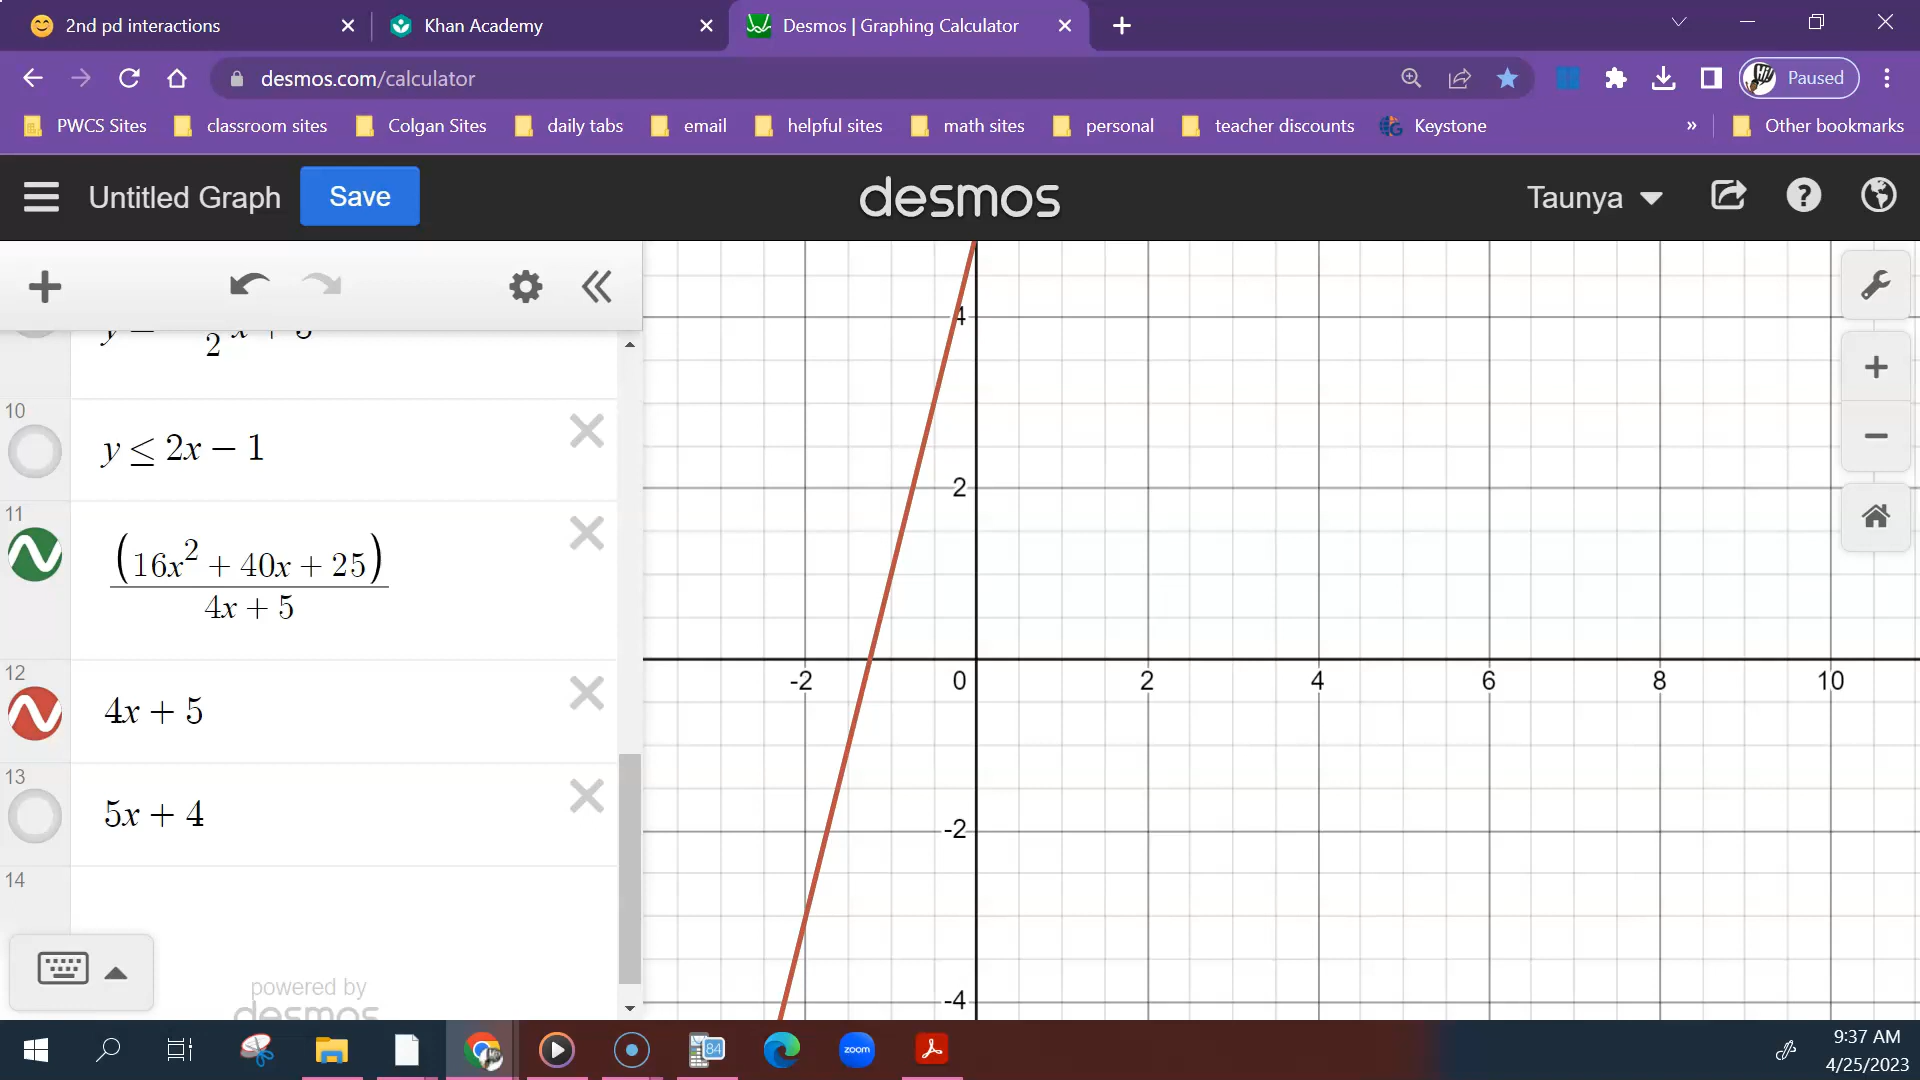 2nd pd interactions
Khan Academy
Desmos | Graphing Calculator
desmos.com/calculator
Paused
PWCS Sites
classroom sites
Colgan Sites
daily tabs
email
helpful sites
math sites
personal
teacher discounts
Keystone
»
Other bookmarks
Untitled Graph
Save
desmos
Taunya
10
y ≤ 2x − 1
11
(16x² + 40x + 25)
4x + 5
12
4x + 5
13
5x + 4
14
powered by
desmos
4
2
-2
0
2
4
6
8
10
-2
-4
84
zoom
9:37 AM
4/25/2023